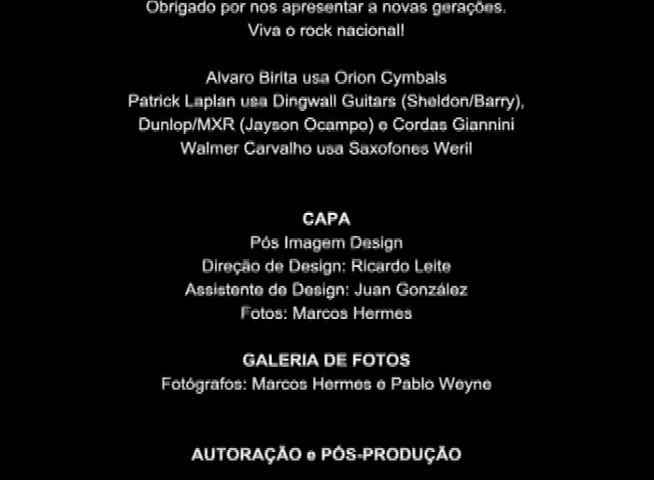 Obrigado por nos apresentar a novas gerações.
Viva o rock nacional!
Alvaro Birita usa Orion Cymbals
Patrick Laplan usa Dingwall Guitars (Sheldon/Barry),
Dunlop/MXR (Jayson Ocampo) e Cordas Giannini
Walmer Carvalho usa Saxofones Weril
CAPA
Pós Imagem Design
Direção de Design: Ricardo Leite
Assistente de Design: Juan González
Fotos: Marcos Hermes
GALERIA DE FOTOS
Fotógrafos: Marcos Hermes e Pablo Weyne
AUTORAÇÃO e PÓS-PRODUÇÃO